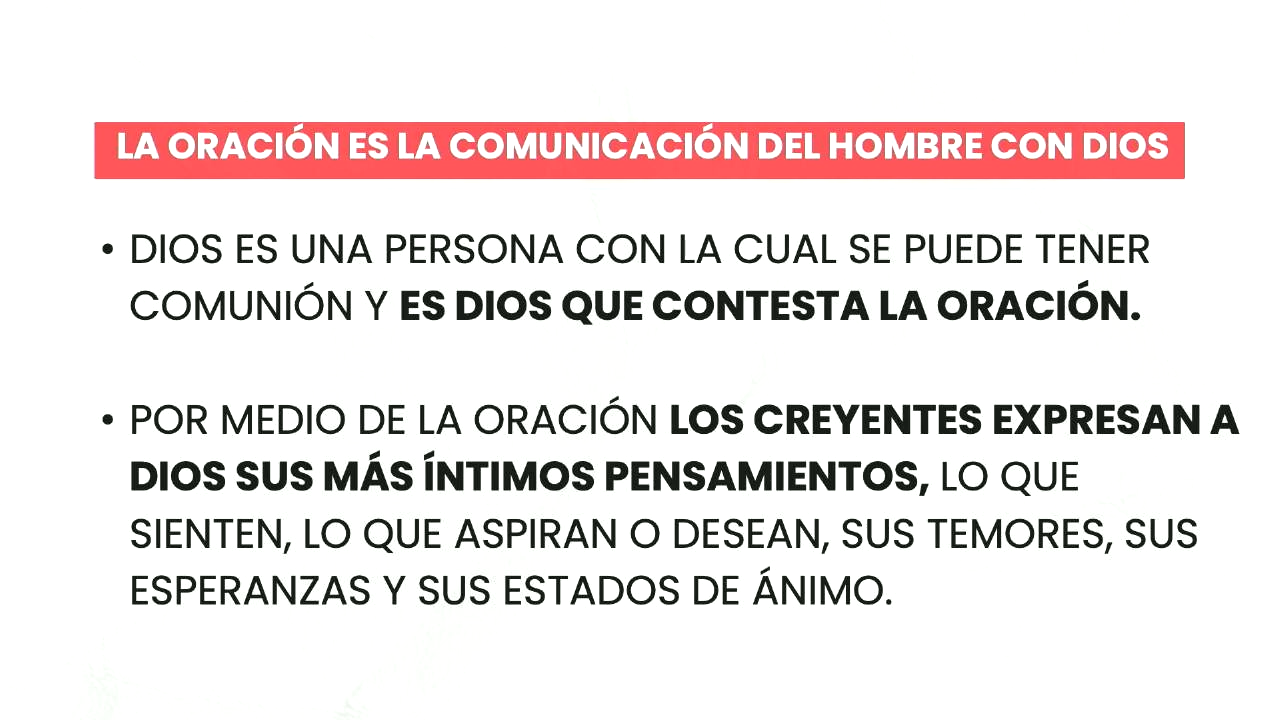 LA ORACIÓN ES LA COMUNICACIÓN DEL HOMBRE CON DIOS
• DIOS ES UNA PERSONA CON LA CUAL SE PUEDE TENER
COMUNIÓN Y ES DIOS QUE CONTESTA LA ORACIÓN.
• POR MEDIO DE LA ORACIÓN LOS CREYENTES EXPRESAN A
DIOS SUS MÁS ÍNTIMOS PENSAMIENTOS, LO QUE
SIENTEN, LO QUE ASPIRAN O DESEAN, SUS TEMORES, SUS
ESPERANZAS Y SUS ESTADOS DE ÁNIMO.